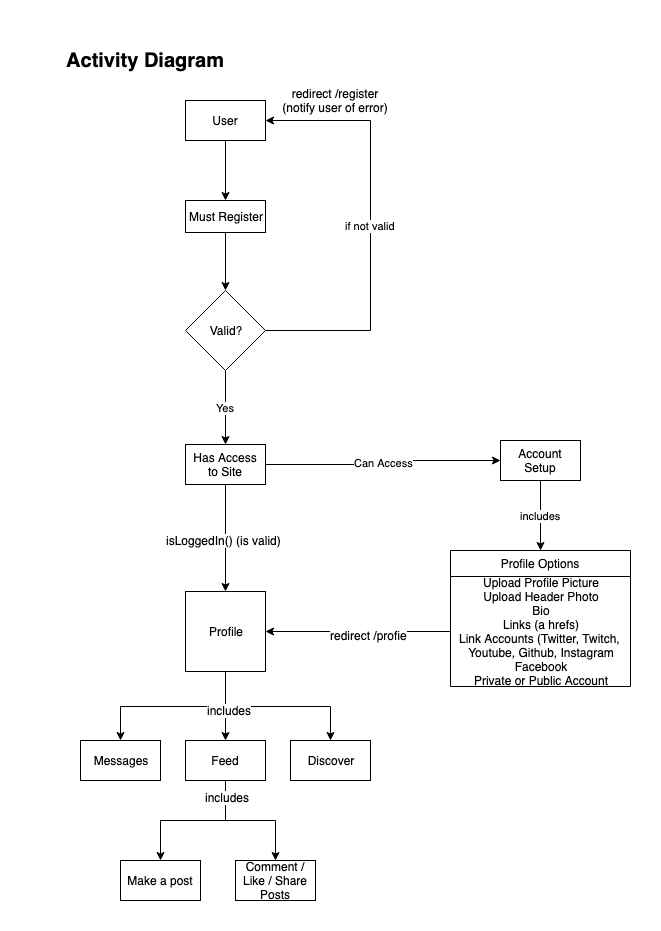 Activity Diagram
redirect /register
(notify user of error)
User
Must Register
if not valid
Valid?
Yes
Has Access
to Site
Can Access
Account
Setup
includes
isLoggedIn() (is valid)
Profile Options
Upload Profile Picture
Upload Header Photo
Bio
Links (a hrefs)
Link Accounts (Twitter, Twitch,
Youtube, Github, Instagram
Facebook
Private or Public Account
Profile
redirect /profie
includes
Messages
Feed
Discover
includes
Make a post
Comment /
Like / Share
Posts